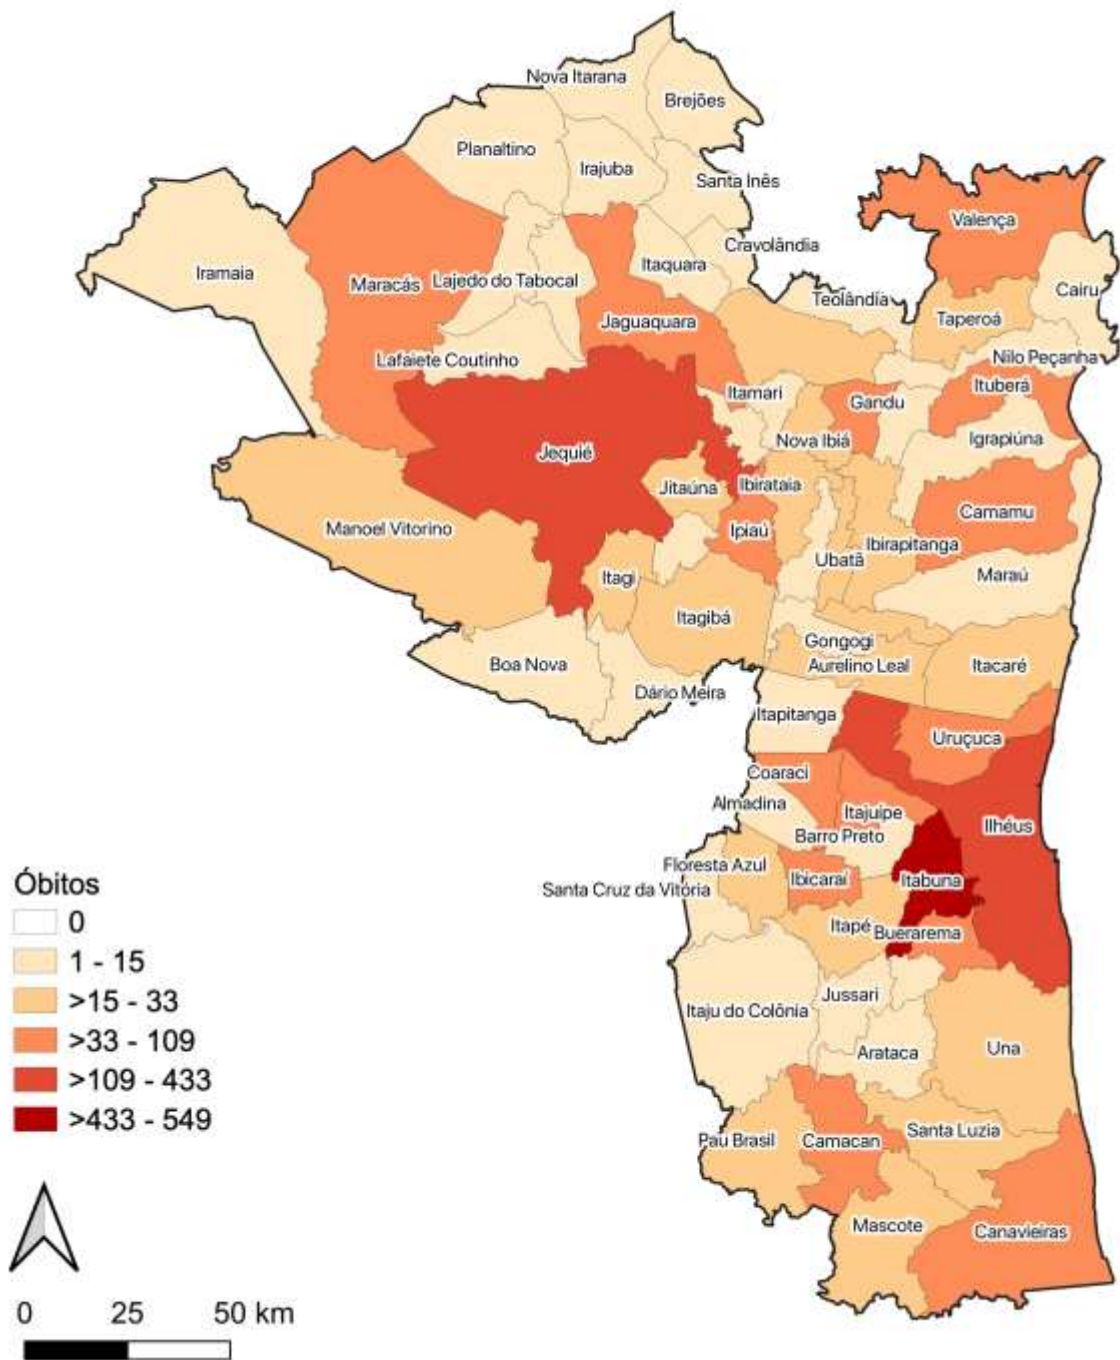 Nova Itarana
Brejões
Planaltino
Irajuba
Santa Inês
Valença
Cravolândia
Iramaia
Maracás
Lajedo do Tabocal
Itaquara
Cairu
Teolândia
Taperoá
Jaguaquara
Lafaiete Coutinho
Nilo Peçanha
Itamari
Gandu
Ituberá
Nova Ibiá
Igrapiúna
Jequié
Jitaúna
Ibirataia
Camamu
Manoel Vitorino
Ipiaú
Ibirapitanga
Ubatã
Maraú
Itagi
Itagibá
Gongogi
Boa Nova
Aurelino Leal
Itacaré
Dário Meira
Itapitanga
Uruçuca
Coaraci
Almadina
Itajuípe
Ilhéus
Barro Preto
Floresta Azul
Ibicaraí
Itabuna
Santa Cruz da Vitória
Itapé
Buerarema
Jussari
Itaju do Colônia
Arataca
Una
Pau Brasil
Camacan
Santa Luzia
Mascote
Canavieiras
Óbitos
0
1 - 15
>15 - 33
>33 - 109
>109 - 433
>433 - 549
0 25 50 km